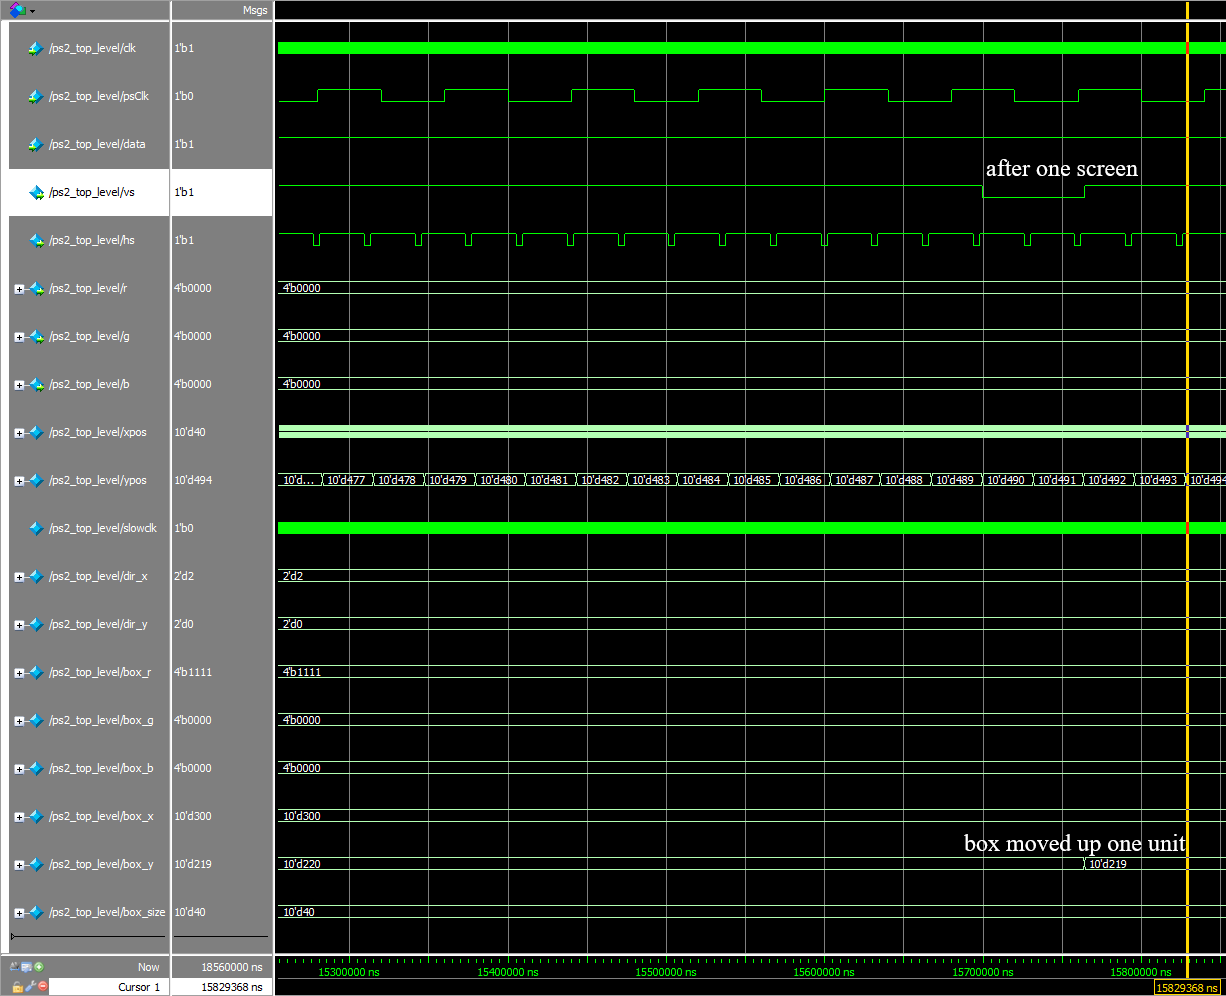 Msgs
/ps2_top_level/clk 1'b1
/ps2_top_level/psClk 1'b0
/ps2_top_level/data 1'b1
after one screen
/ps2_top_level/vs 1'b1
/ps2_top_level/hs 1'b1
/ps2_top_level/r 4'b0000 4'b0000
/ps2_top_level/g 4'b0000 4'b0000
/ps2_top_level/b 4'b0000 4'b0000
/ps2_top_level/xpos 10'd40
/ps2_top_level/ypos 10'd494 10'd... 10'd477 10'd478 10'd479 10'd480 10'd481 10'd482 10'd483 10'd484 10'd485 10'd486 10'd487 10'd488 10'd489 10'd490 10'd491 10'd492 10'd493 10'd494
/ps2_top_level/slowclk 1'b0
/ps2_top_level/dir_x 2'd2 2'd2
/ps2_top_level/dir_y 2'd0 2'd0
/ps2_top_level/box_r 4'b1111 4'b1111
/ps2_top_level/box_g 4'b0000 4'b0000
/ps2_top_level/box_b 4'b0000 4'b0000
/ps2_top_level/box_x 10'd300 10'd300
box moved up one unit
/ps2_top_level/box_y 10'd219 10'd220 10'd219
/ps2_top_level/box_size 10'd40 10'd40
Now 18560000 ns 15300000 ns 15400000 ns 15500000 ns 15600000 ns 15700000 ns 15800000 ns
Cursor 1 15829368 ns 15829368 ns